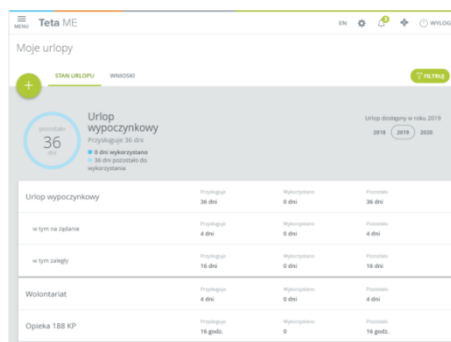 MENU
Teta ME
EN
3
WYLOG
Moje urlopy
+
STAN URLOPU
WNIOSKI
FILTRUJ
pozostało
36
dni
Urlop
wypoczynkowy
Przysługuje: 36 dni
0 dni wykorzystano
36 dni pozostało do
wykorzystania
Urlop dostępny w roku 2019
2018 2019 2020
Urlop wypoczynkowy
Przysługuje
36 dni
Wykorzystano
0 dni
Pozostało
36 dni
w tym na żądanie
Przysługuje
4 dni
Wykorzystano
0 dni
Pozostało
4 dni
w tym zaległy
Przysługuje
16 dni
Wykorzystano
0 dni
Pozostało
16 dni
Wolontariat
Przysługuje
4 dni
Wykorzystano
0 dni
Pozostało
4 dni
Opieka 188 KP
Przysługuje
16 godz.
Wykorzystano
0
Pozostało
16 godz.